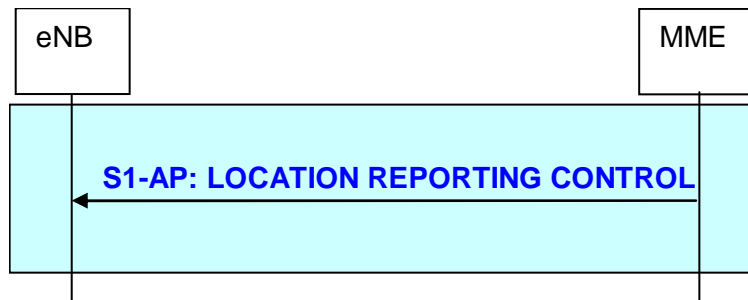 eNB
MME
S1-AP: LOCATION REPORTING CONTROL